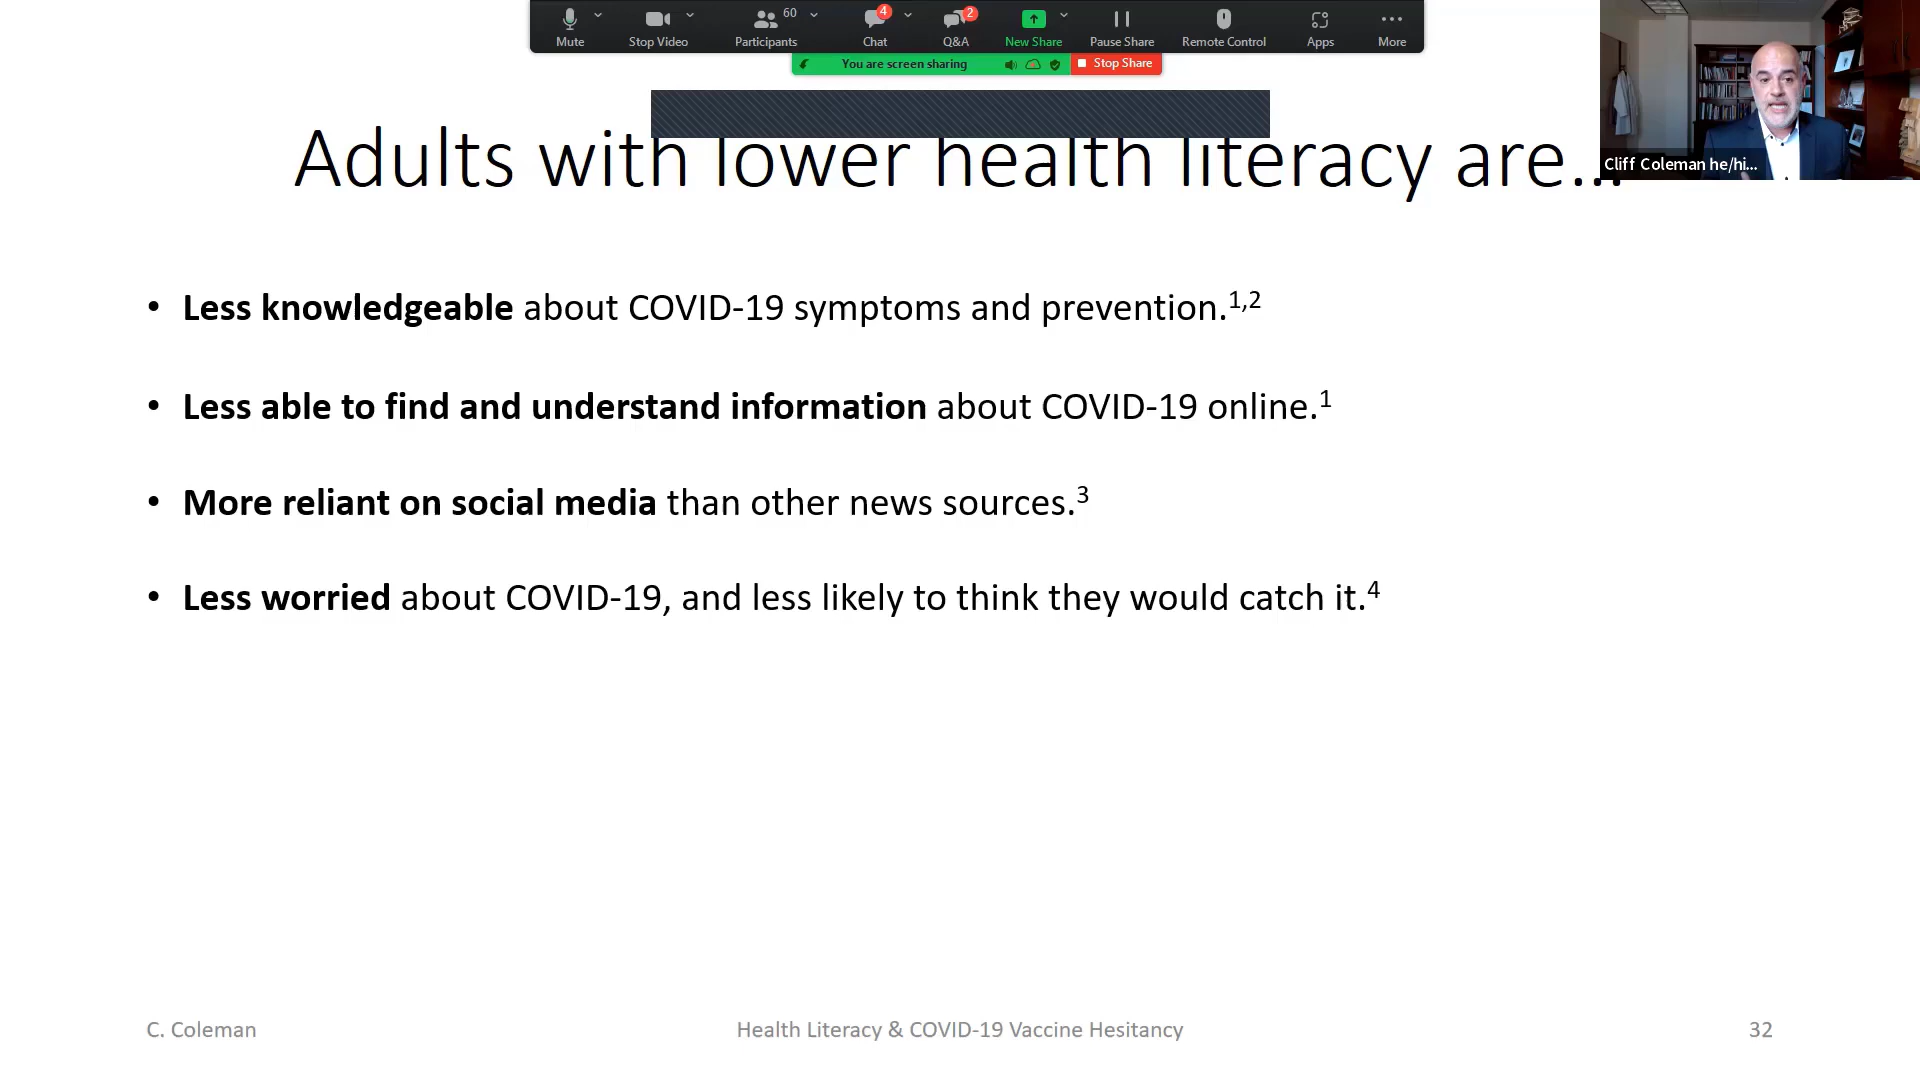 60
4
2
Mute
Stop Video
Participants
Chat
Q&A
New Share
Pause Share
Remote Control
Apps
More
You are screen sharing
Stop Share
Cliff Coleman he/hi...
Adults with lower health literacy are...
• Less knowledgeable about COVID-19 symptoms and prevention.1,2
• Less able to find and understand information about COVID-19 online.1
• More reliant on social media than other news sources.3
• Less worried about COVID-19, and less likely to think they would catch it.4
C. Coleman
Health Literacy & COVID-19 Vaccine Hesitancy
32